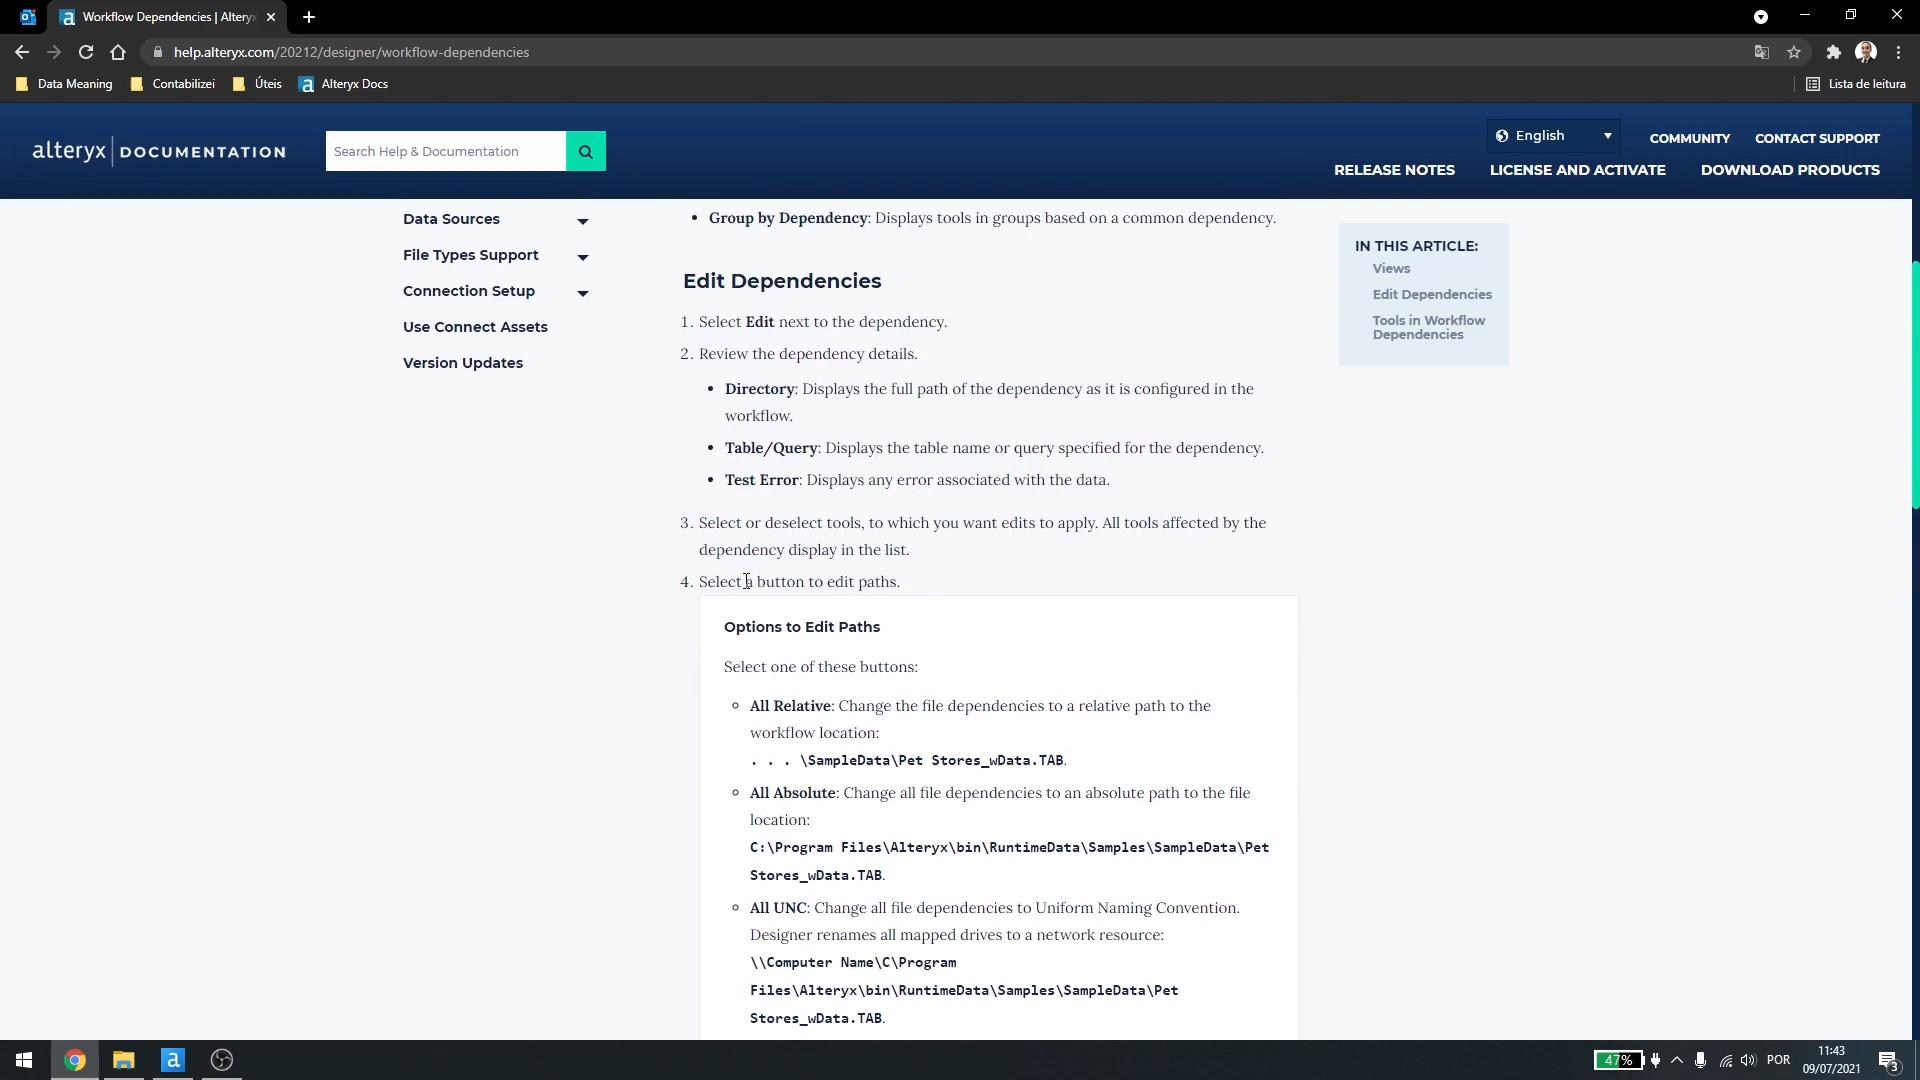 Workflow Dependencies | Alteryx
help.alteryx.com/20212/designer/workflow-dependencies
Data Meaning
Contabilizei
Úteis
Alteryx Docs
Lista de leitura
alteryx DOCUMENTATION
Search Help & Documentation
English
COMMUNITY
CONTACT SUPPORT
RELEASE NOTES
LICENSE AND ACTIVATE
DOWNLOAD PRODUCTS
Data Sources
File Types Support
Connection Setup
Use Connect Assets
Version Updates
• Group by Dependency: Displays tools in groups based on a common dependency.
Edit Dependencies
1. Select Edit next to the dependency.
2. Review the dependency details.
• Directory: Displays the full path of the dependency as it is configured in the
workflow.
• Table/Query: Displays the table name or query specified for the dependency.
• Test Error: Displays any error associated with the data.
3. Select or deselect tools, to which you want edits to apply. All tools affected by the
dependency display in the list.
4. Select a button to edit paths.
Options to Edit Paths
Select one of these buttons:
All Relative: Change the file dependencies to a relative path to the
workflow location:
. . . \SampleData\Pet Stores_wData.TAB.
All Absolute: Change all file dependencies to an absolute path to the file
location:
C:\Program Files\Alteryx\bin\RuntimeData\Samples\SampleData\Pet
Stores_wData.TAB.
All UNC: Change all file dependencies to Uniform Naming Convention.
Designer renames all mapped drives to a network resource:
\\Computer Name\C\Program
Files\Alteryx\bin\RuntimeData\Samples\SampleData\Pet
Stores_wData.TAB.
IN THIS ARTICLE:
Views
Edit Dependencies
Tools in Workflow
Dependencies
47%
POR
11:43
09/07/2021
3